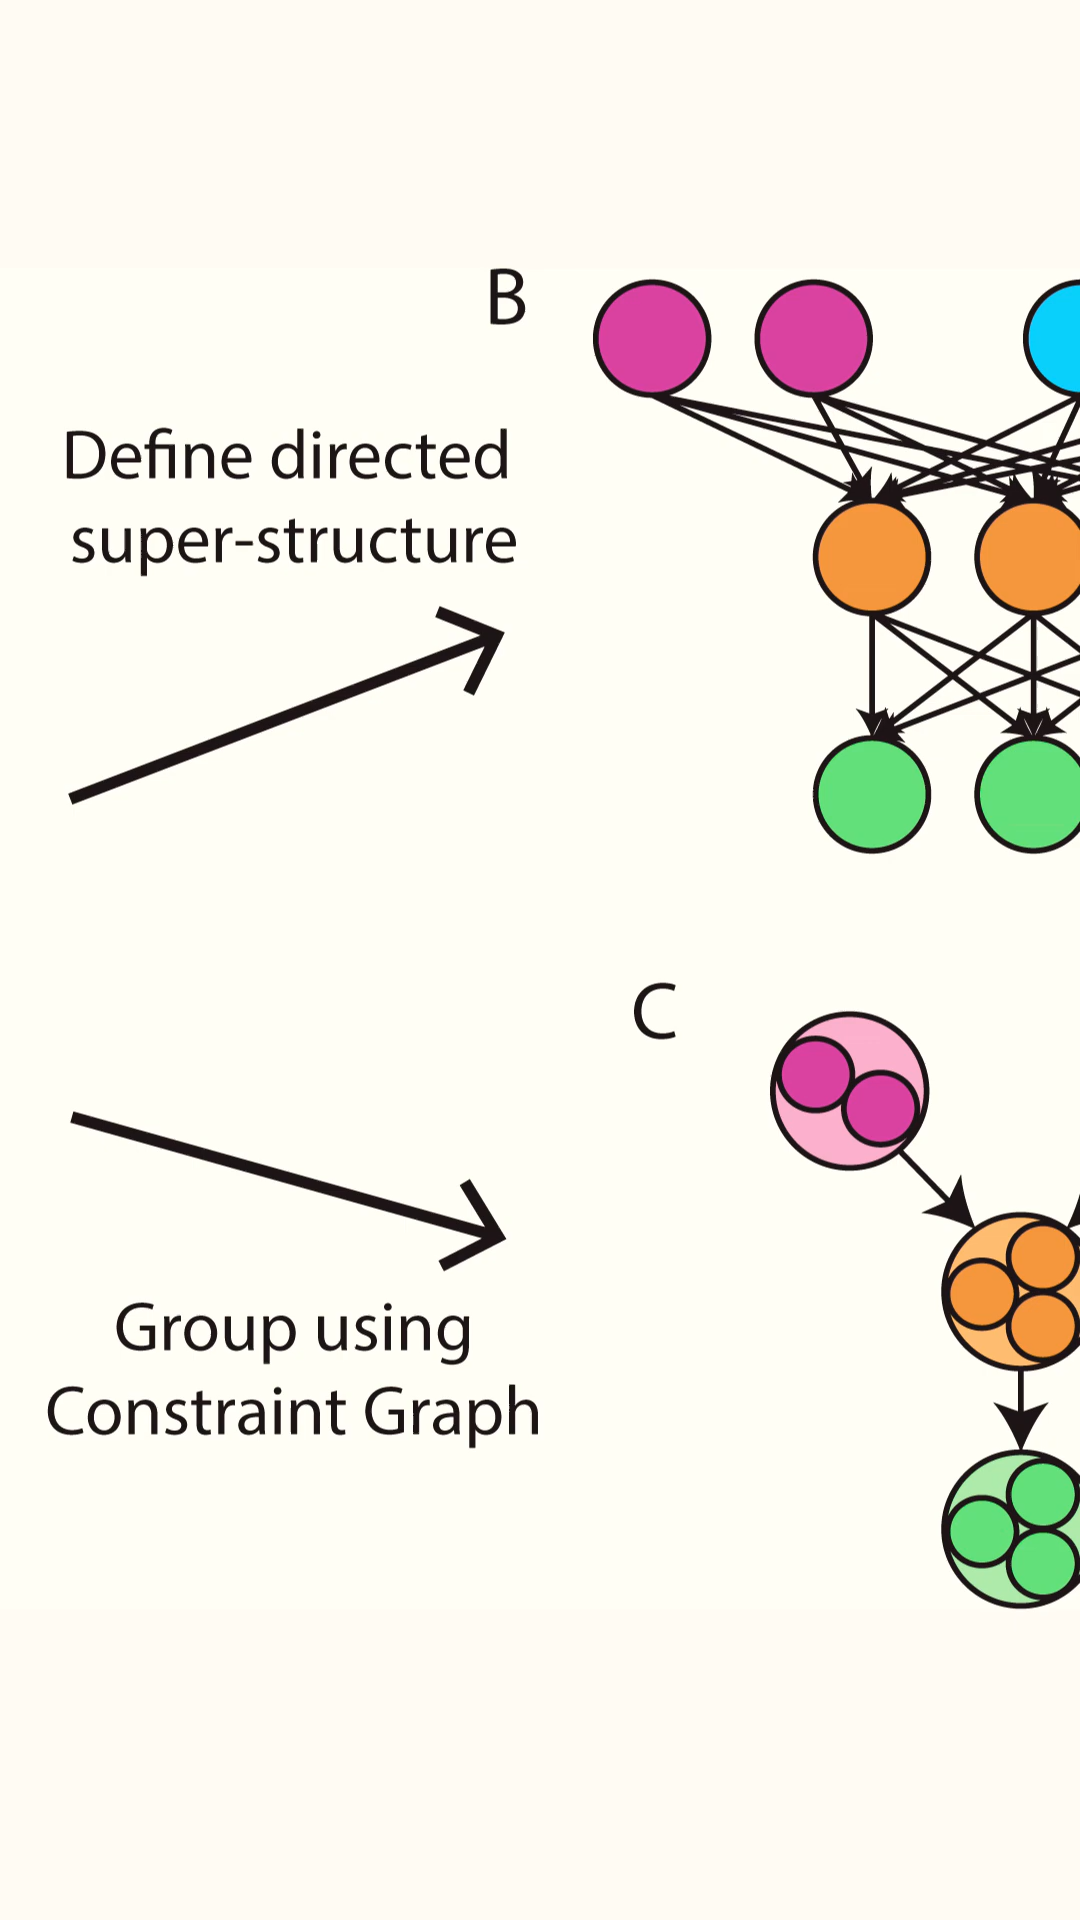 B
Define directed
super-structure
C
Group using
Constraint Graph